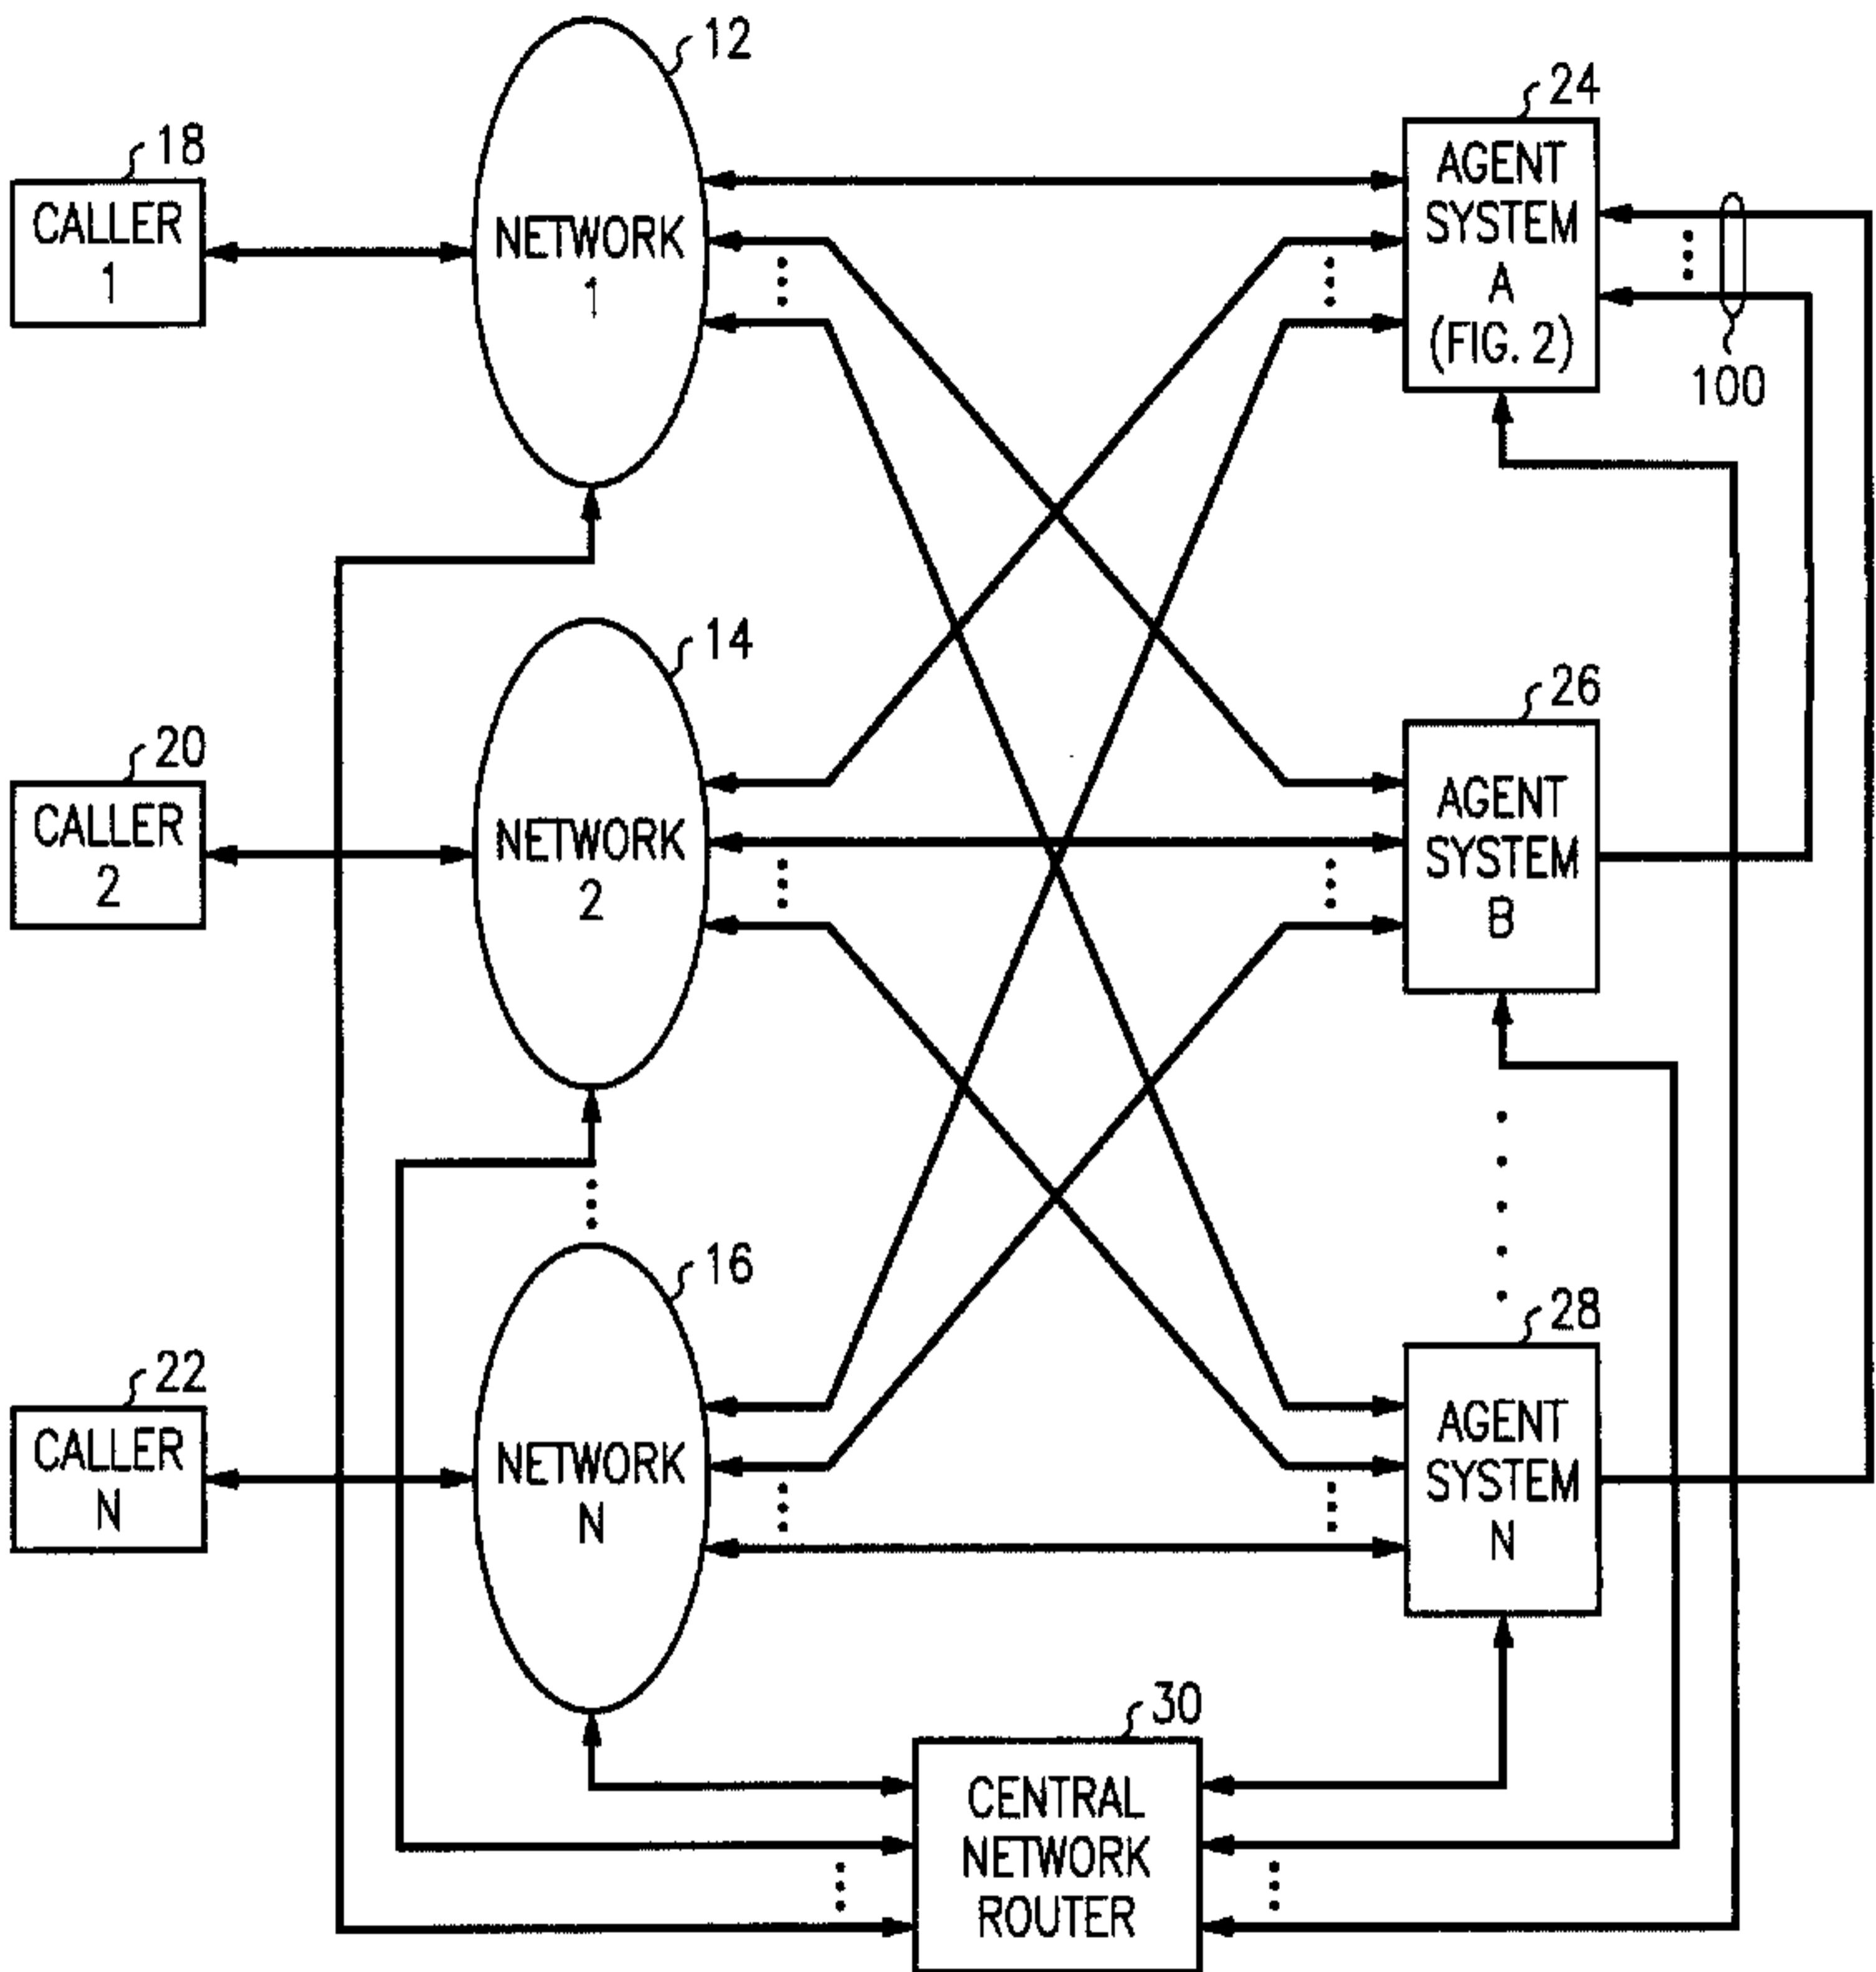 12
24
18
CALLER
1
NETWORK
1
AGENT
SYSTEM
A
(FIG. 2)
100
14
26
20
CALLER
2
NETWORK
2
AGENT
SYSTEM
B
16
28
22
CALLER
N
NETWORK
N
AGENT
SYSTEM
N
30
CENTRAL
NETWORK
ROUTER